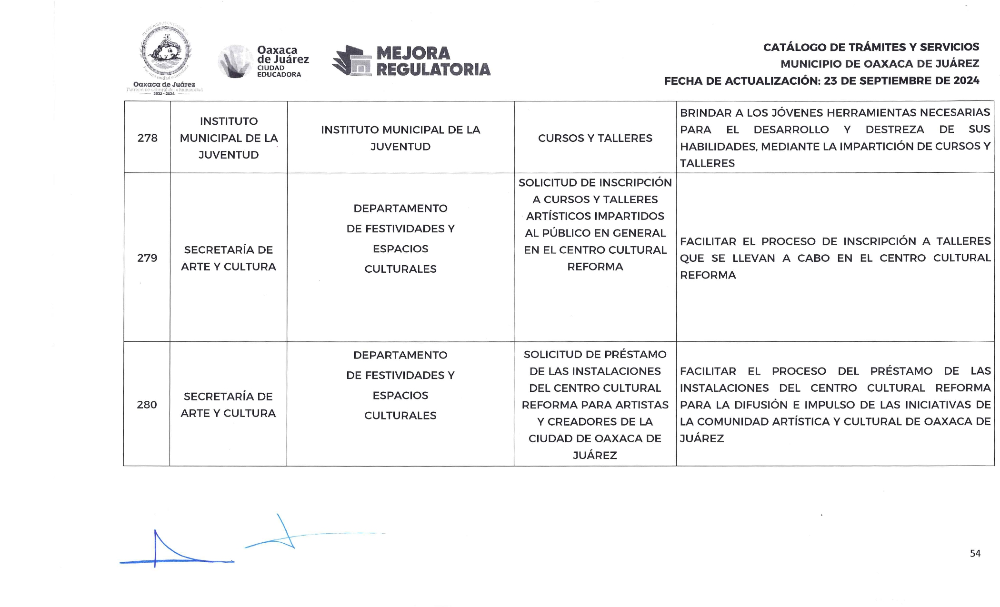 Oaxaca de Juárez
Patrimonio cultural de la humanidad
2022 - 2024
Oaxaca
de Juárez
CIUDAD
EDUCADORA
MEJORA
REGULATORIA
CATÁLOGO DE TRÁMITES Y SERVICIOS
MUNICIPIO DE OAXACA DE JUÁREZ
FECHA DE ACTUALIZACIÓN: 23 DE SEPTIEMBRE DE 2024
278
INSTITUTO
MUNICIPAL DE LA
JUVENTUD
INSTITUTO MUNICIPAL DE LA
JUVENTUD
CURSOS Y TALLERES
BRINDAR A LOS JÓVENES HERRAMIENTAS NECESARIAS
PARA EL DESARROLLO Y DESTREZA DE SUS
HABILIDADES, MEDIANTE LA IMPARTICIÓN DE CURSOS Y
TALLERES
279
SECRETARÍA DE
ARTE Y CULTURA
DEPARTAMENTO
DE FESTIVIDADES Y
ESPACIOS
CULTURALES
SOLICITUD DE INSCRIPCIÓN
A CURSOS Y TALLERES
ARTÍSTICOS IMPARTIDOS
AL PÚBLICO EN GENERAL
EN EL CENTRO CULTURAL
REFORMA
FACILITAR EL PROCESO DE INSCRIPCIÓN A TALLERES
QUE SE LLEVAN A CABO EN EL CENTRO CULTURAL
REFORMA
280
SECRETARÍA DE
ARTE Y CULTURA
DEPARTAMENTO
DE FESTIVIDADES Y
ESPACIOS
CULTURALES
SOLICITUD DE PRÉSTAMO
DE LAS INSTALACIONES
DEL CENTRO CULTURAL
REFORMA PARA ARTISTAS
Y CREADORES DE LA
CIUDAD DE OAXACA DE
JUÁREZ
FACILITAR EL PROCESO DEL PRÉSTAMO DE LAS
INSTALACIONES DEL CENTRO CULTURAL REFORMA
PARA LA DIFUSIÓN E IMPULSO DE LAS INICIATIVAS DE
LA COMUNIDAD ARTÍSTICA Y CULTURAL DE OAXACA DE
JUÁREZ
54